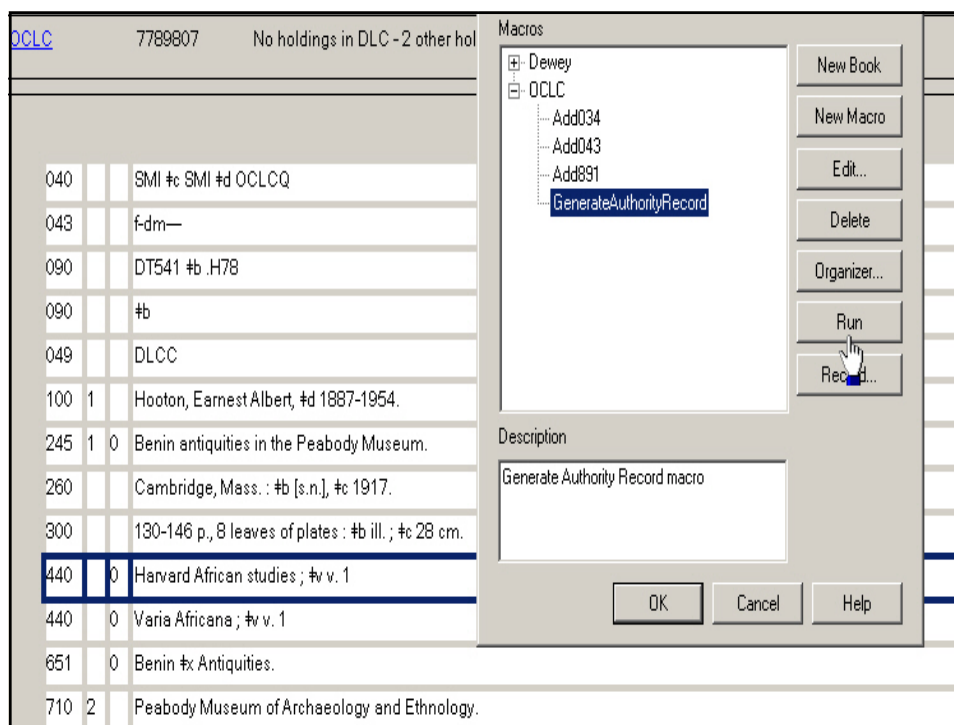 OCLC 7789807 No holdings in DLC - 2 other hol
040 SMI ‡c SMI ‡d OCLCQ
043 f-dm—
090 DT541 ‡b .H78
090 ‡b
049 DLCC
100 1 Hooton, Earnest Albert, ‡d 1887-1954.
245 1 0 Benin antiquities in the Peabody Museum.
260 Cambridge, Mass. : ‡b [s.n.], ‡c 1917.
300 130-146 p., 8 leaves of plates : ‡b ill. ; ‡c 28 cm.
440 0 Harvard African studies ; ‡v v. 1
440 0 Varia Africana ; ‡v v. 1
651 0 Benin ‡x Antiquities.
710 2 Peabody Museum of Archaeology and Ethnology.
Macros
Dewey
OCLC
Add034
Add043
Add891
GenerateAuthorityRecord
New Book
New Macro
Edit...
Delete
Organizer...
Run
Description
Generate Authority Record macro
OK Cancel Help